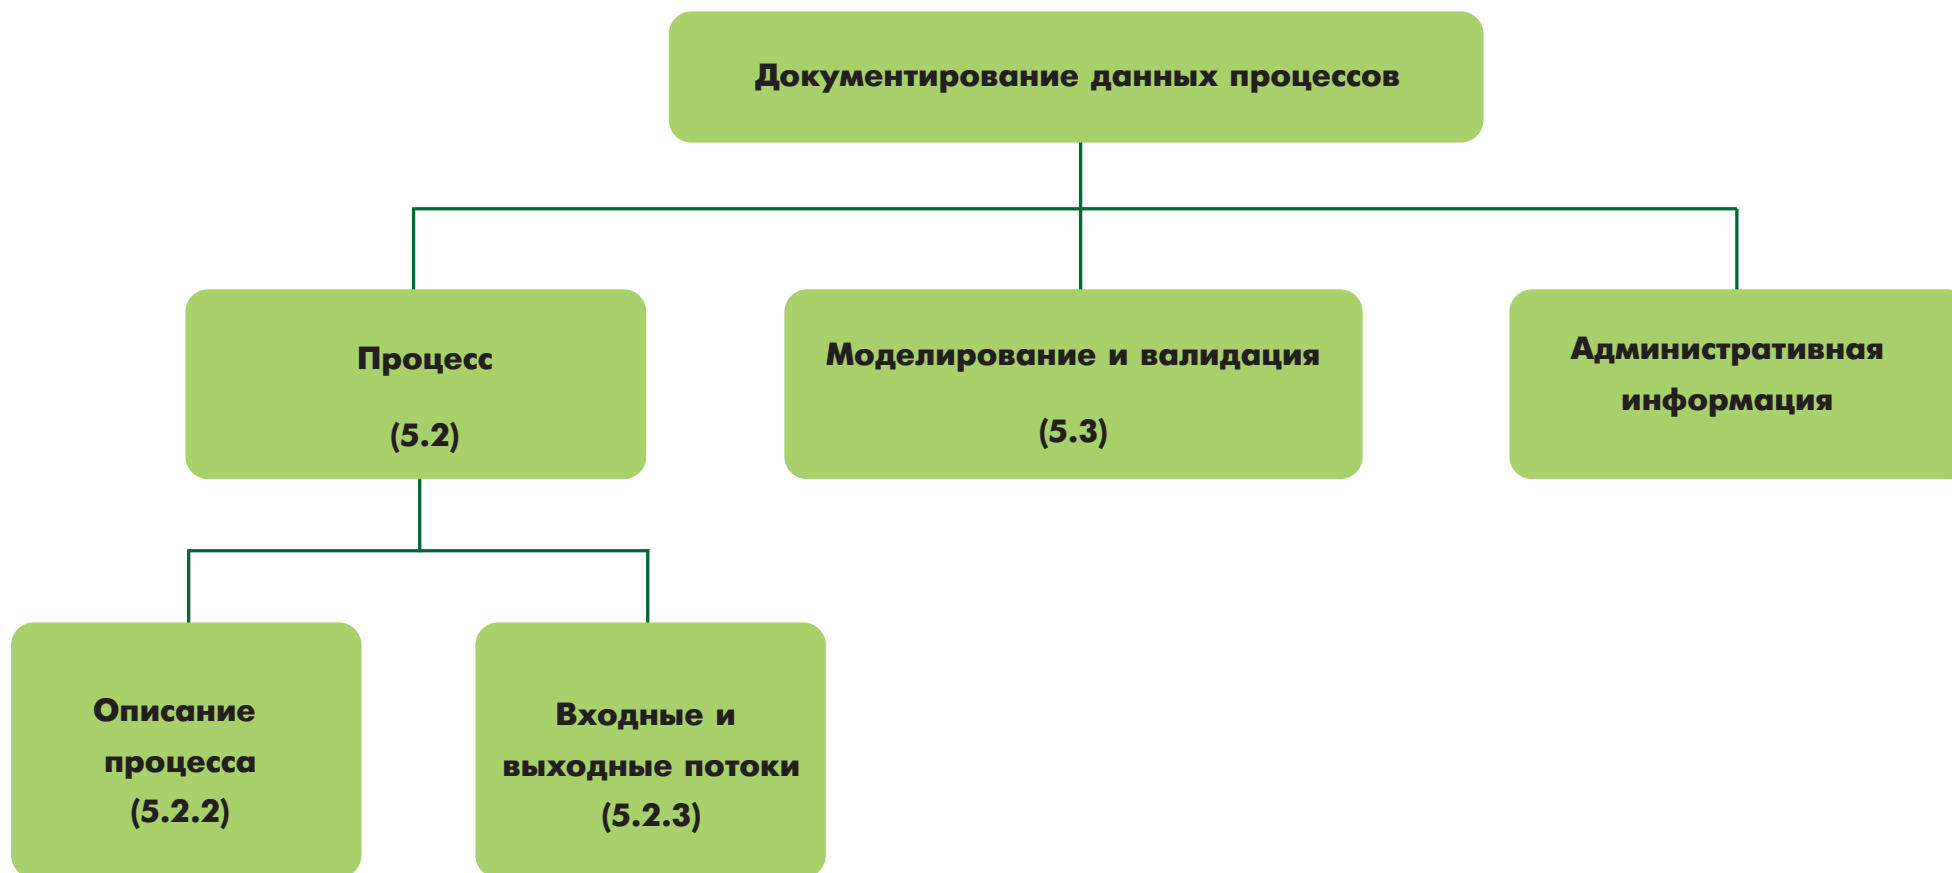 Документирование данных процессов
Процесс
(5.2)
Моделирование и валидация
(5.3)
Административная
информация
Описание
процесса
(5.2.2)
Входные и
выходные потоки
(5.2.3)